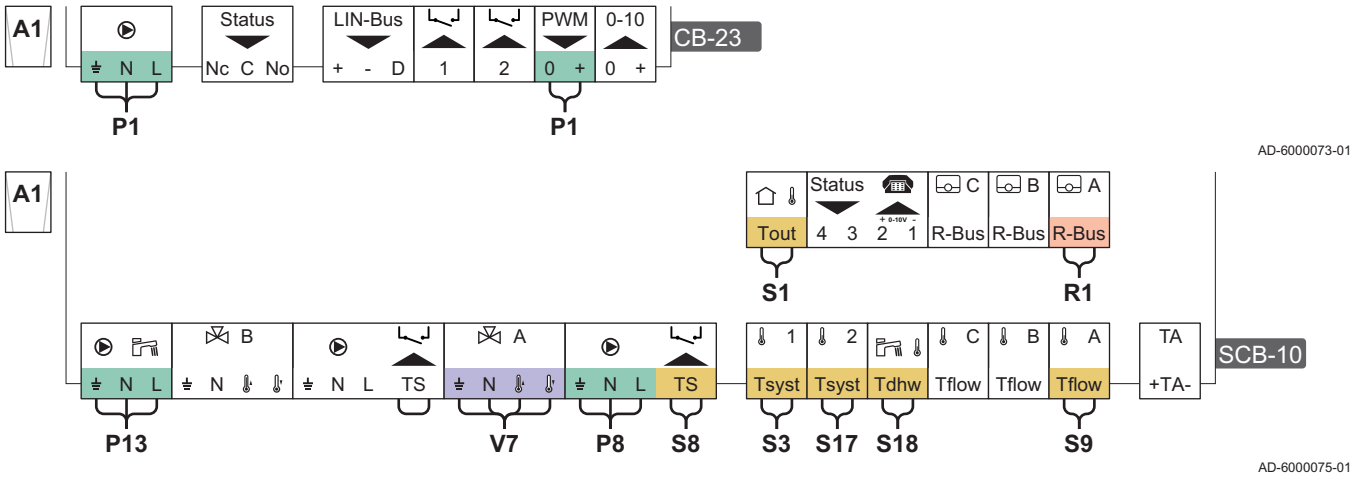 A1
Status LIN-Bus PWM 0-10
CB-23
N L Nc C No + - D 1 2 0 + 0 +
P1 P1
AD-6000073-01
A1
Status C B A
+ 0-10V -
Tout 4 3 2 1 R-Bus R-Bus R-Bus
S1 R1
B A 1 2 C B A TA
SCB-10
N L N N L TS N N L TS Tsyst Tsyst Tdhw Tflow Tflow Tflow +TA-
P13 V7 P8 S8 S3 S17 S18 S9
AD-6000075-01